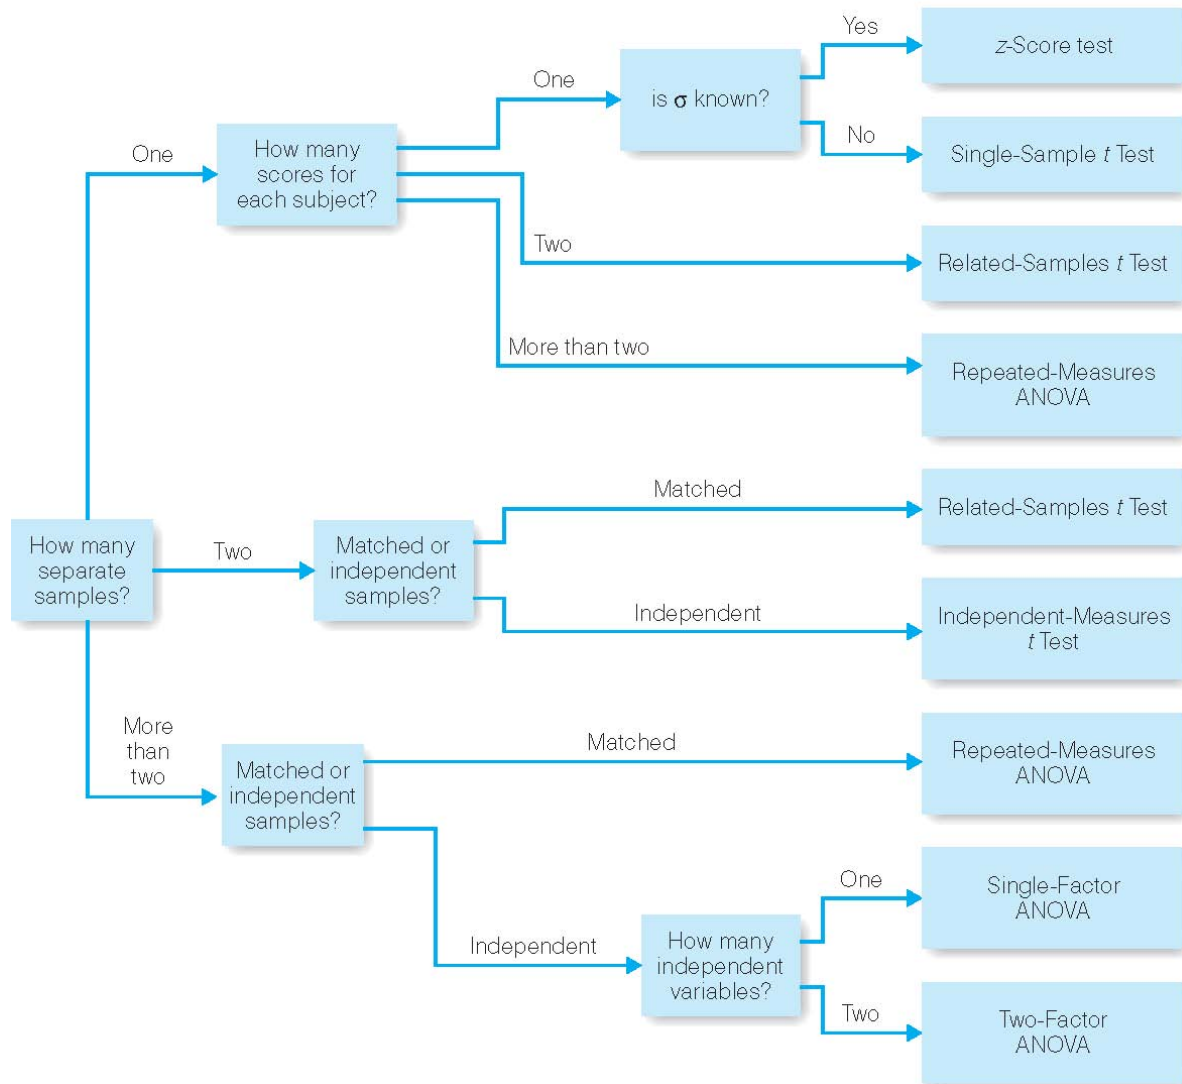 Yes
z-Score test
One
is σ known?
No
One
How many
scores for
each subject?
Single-Sample t Test
Two
Related-Samples t Test
More than two
Repeated-Measures
ANOVA
Matched
Related-Samples t Test
How many
separate
samples?
Two
Matched or
independent
samples?
Independent
Independent-Measures
t Test
More
than
two
Matched or
independent
samples?
Matched
Repeated-Measures
ANOVA
One
Single-Factor
ANOVA
Independent
How many
independent
variables?
Two
Two-Factor
ANOVA